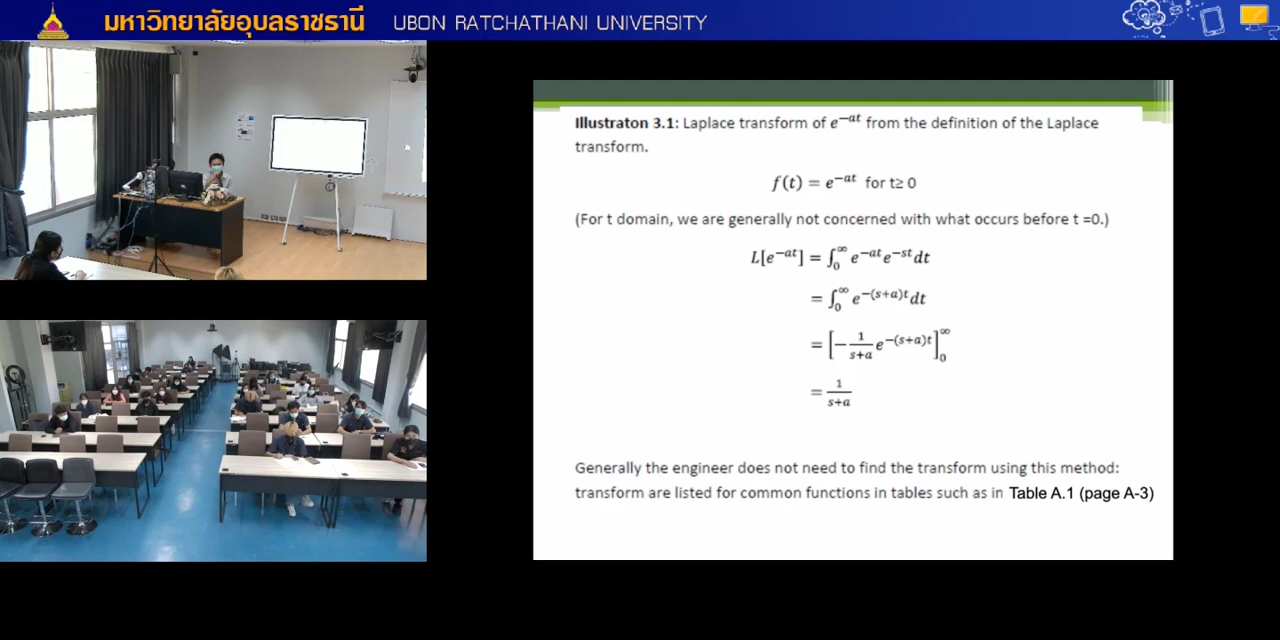 มหาวิทยาลัยอุบลราชธานี UBON RATCHATHANI UNIVERSITY
Illustraton 3.1: Laplace transform of e^{-at} from the definition of the Laplace
transform.
f(t) = e^{-at} for t≥ 0
(For t domain, we are generally not concerned with what occurs before t =0.)
L[e^{-at}] = ∫_0^∞ e^{-at}e^{-st}dt
= ∫_0^∞ e^{-(s+a)t}dt
= [-\frac{1}{s+a}e^{-(s+a)t}]_0^∞
= \frac{1}{s+a}
Generally the engineer does not need to find the transform using this method:
transform are listed for common functions in tables such as in Table A.1 (page A-3)